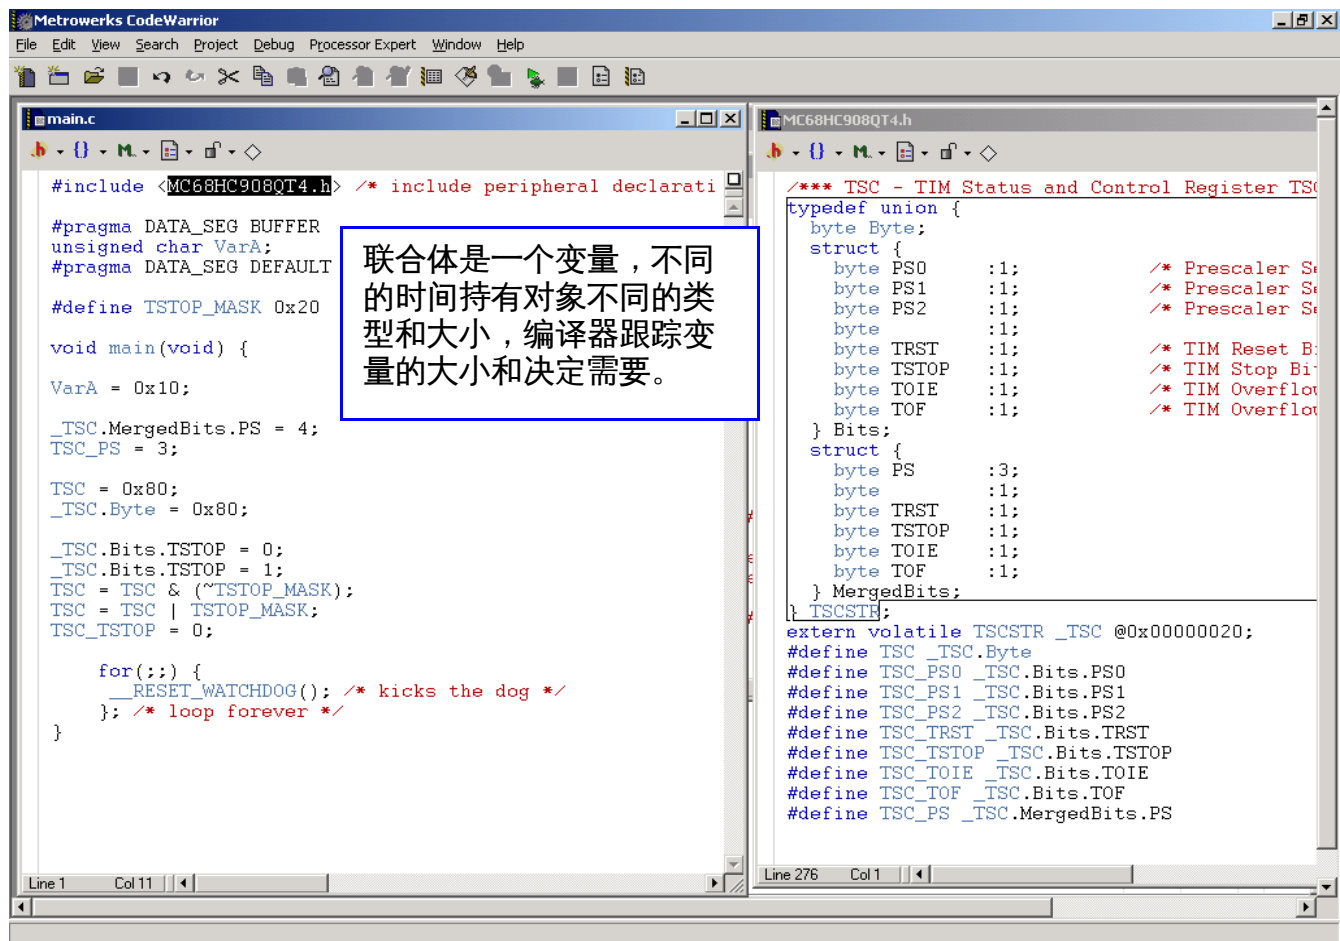 Metrowerks CodeWarrior
File Edit View Search Project Debug Processor Expert Window Help
main.c
#include <MC68HC908QT4.h> /* include peripheral declarati
#pragma DATA_SEG BUFFER
unsigned char VarA;
#pragma DATA_SEG DEFAULT
#define TSTOP_MASK 0x20
void main(void) {
VarA = 0x10;
_TSC.MergedBits.PS = 4;
TSC_PS = 3;
TSC = 0x80;
_TSC.Byte = 0x80;
_TSC.Bits.TSTOP = 0;
_TSC.Bits.TSTOP = 1;
TSC = TSC & (~TSTOP_MASK);
TSC = TSC | TSTOP_MASK;
TSC_TSTOP = 0;
for(;;) {
__RESET_WATCHDOG(); /* kicks the dog */
}; /* loop forever */
}
Line 1 Col 11
联合体是一个变量，不同
的时间持有对象不同的类
型和大小，编译器跟踪变
量的大小和决定需要。
MC68HC908QT4.h
/*** TSC - TIM Status and Control Register TS
typedef union {
byte Byte;
struct {
byte PS0 :1; /* Prescaler S
byte PS1 :1; /* Prescaler S
byte PS2 :1; /* Prescaler S
byte :1;
byte TRST :1; /* TIM Reset B
byte TSTOP :1; /* TIM Stop Bi
byte TOIE :1; /* TIM Overflo
byte TOF :1; /* TIM Overflo
} Bits;
struct {
byte PS :3;
byte :1;
byte TRST :1;
byte TSTOP :1;
byte TOIE :1;
byte TOF :1;
} MergedBits;
} TSCSTR;
extern volatile TSCSTR _TSC @0x00000020;
#define TSC _TSC.Byte
#define TSC_PS0 _TSC.Bits.PS0
#define TSC_PS1 _TSC.Bits.PS1
#define TSC_PS2 _TSC.Bits.PS2
#define TSC_TRST _TSC.Bits.TRST
#define TSC_TSTOP _TSC.Bits.TSTOP
#define TSC_TOIE _TSC.Bits.TOIE
#define TSC_TOF _TSC.Bits.TOF
#define TSC_PS _TSC.MergedBits.PS
Line 276 Col 1